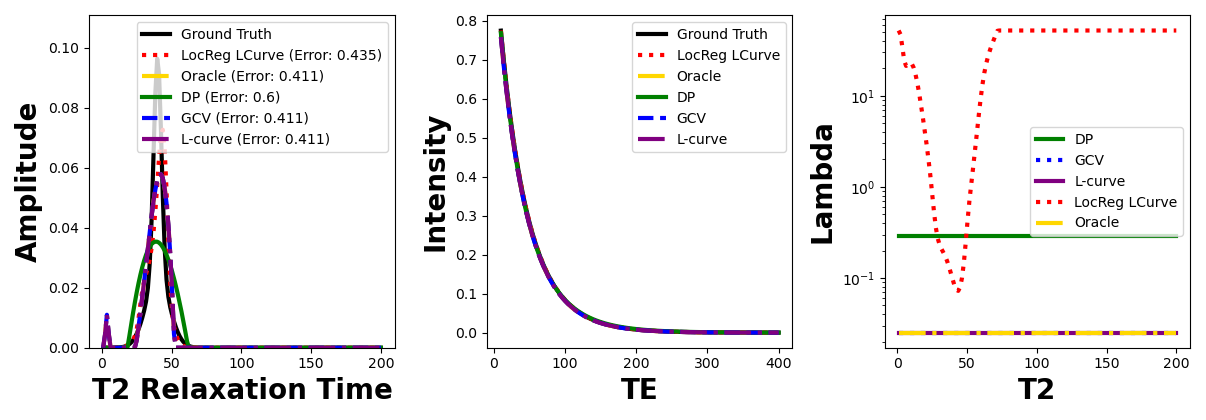 Amplitude
0.10
0.08
0.06
0.04
0.02
0.00
Ground Truth
LocReg LCurve (Error: 0.435)
Oracle (Error: 0.411)
DP (Error: 0.6)
GCV (Error: 0.411)
L-curve (Error: 0.411)
0 50 100 150 200
T2 Relaxation Time
Intensity
0.8
0.7
0.6
0.5
0.4
0.3
0.2
0.1
0.0
Ground Truth
LocReg LCurve
Oracle
DP
GCV
L-curve
0 100 200 300 400
TE
Lambda
10¹
10⁰
10⁻¹
DP
GCV
L-curve
LocReg LCurve
Oracle
0 50 100 150 200
T2